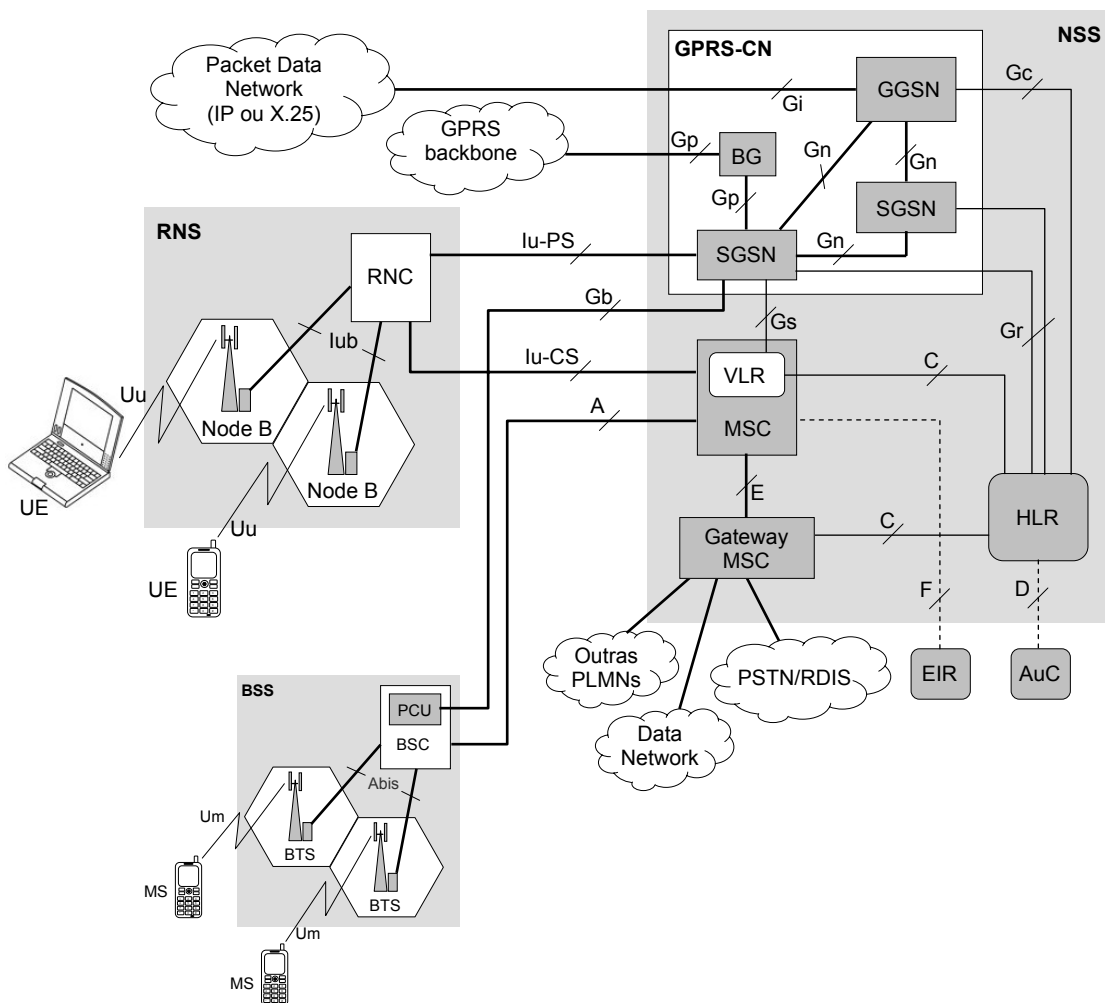 NSS
GPRS-CN
Packet Data
Network
(IP ou X.25)
GGSN
Gc
Gi
GPRS
backbone
Gp
BG
Gn
Gn
Gp
SGSN
RNS
Iu-PS
SGSN
Gn
RNC
Gb
Gs
Gr
Iub
Iu-CS
VLR
C
Uu
A
Node B
MSC
UE
Node B
E
HLR
Uu
Gateway
MSC
C
UE
F
D
Outras
PLMNs
PSTN/RDIS
EIR
AuC
BSS
PCU
BSC
Data
Network
Abis
Um
BTS
MS
BTS
Um
MS